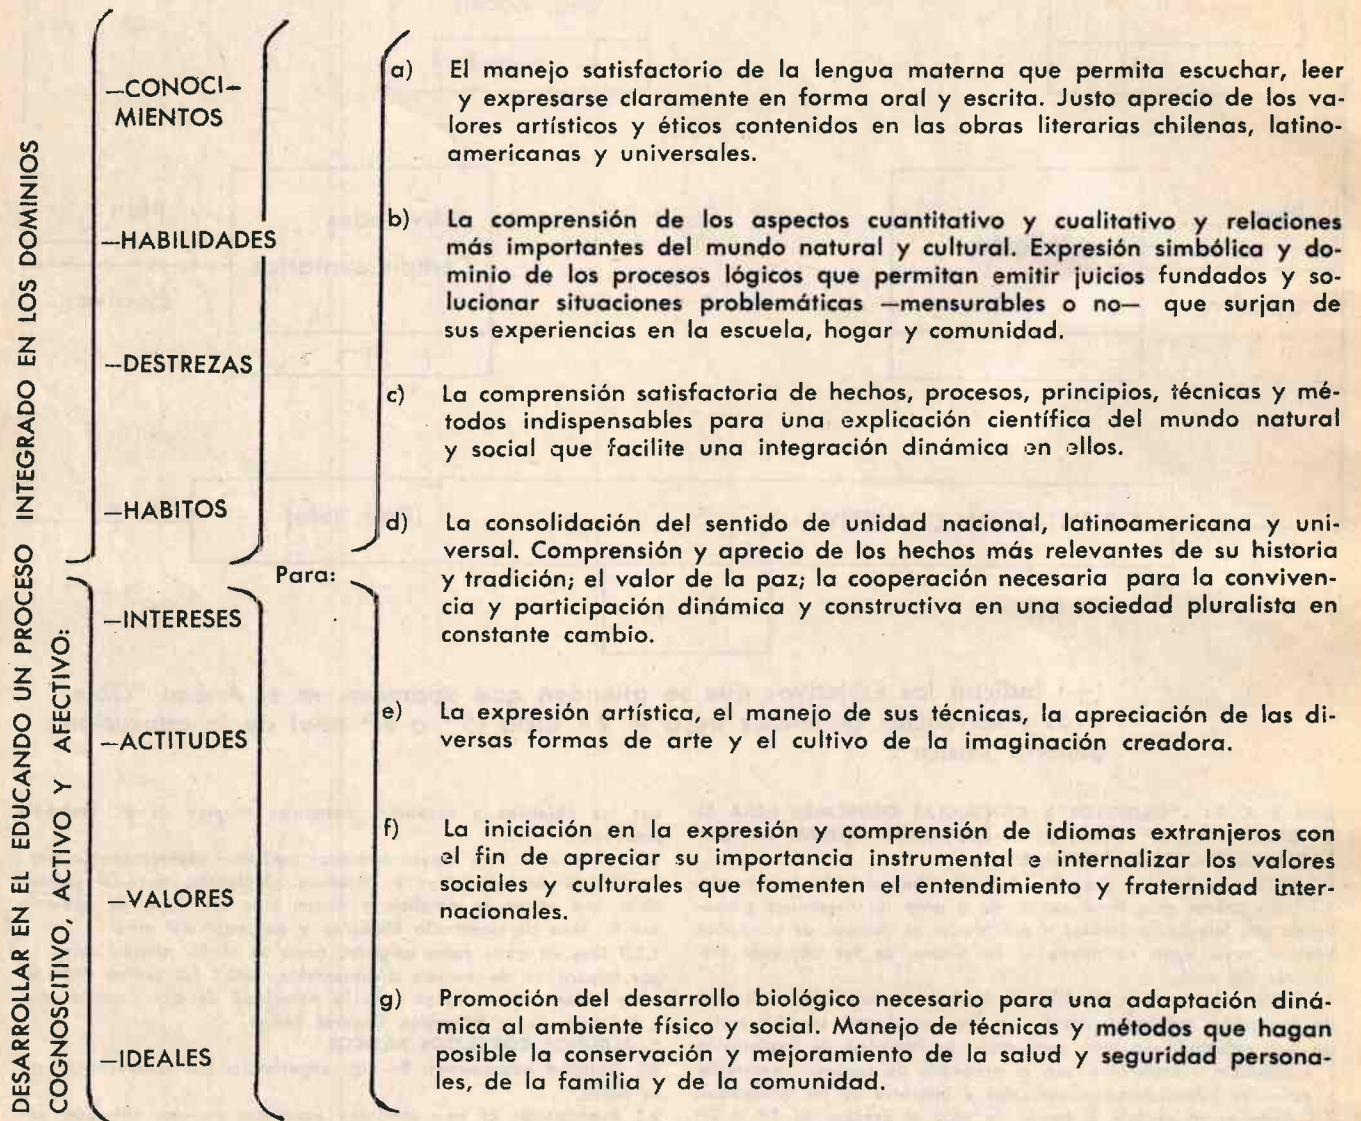 DESARROLLAR EN EL EDUCANDO UN PROCESO INTEGRADO EN LOS DOMINIOS
COGNOSCITIVO, ACTIVO Y AFECTIVO:
—CONOCI-
MIENTOS
—HABILIDADES
—DESTREZAS
—HABITOS
—INTERESES
—ACTITUDES
—VALORES
—IDEALES
Para:
a) El manejo satisfactorio de la lengua materna que permita escuchar, leer
y expresarse claramente en forma oral y escrita. Justo aprecio de los va-
lores artísticos y éticos contenidos en las obras literarias chilenas, latino-
americanas y universales.
b) La comprensión de los aspectos cuantitativo y cualitativo y relaciones
más importantes del mundo natural y cultural. Expresión simbólica y do-
minio de los procesos lógicos que permitan emitir juicios fundados y so-
lucionar situaciones problemáticas —mensurables o no— que surjan de
sus experiencias en la escuela, hogar y comunidad.
c) La comprensión satisfactoria de hechos, procesos, principios, técnicas y mé-
todos indispensables para una explicación científica del mundo natural
y social que facilite una integración dinámica en ellos.
d) La consolidación del sentido de unidad nacional, latinoamericana y uni-
versal. Comprensión y aprecio de los hechos más relevantes de su historia
y tradición; el valor de la paz; la cooperación necesaria para la conviven-
cia y participación dinámica y constructiva en una sociedad pluralista en
constante cambio.
e) La expresión artística, el manejo de sus técnicas, la apreciación de las di-
versas formas de arte y el cultivo de la imaginación creadora.
f) La iniciación en la expresión y comprensión de idiomas extranjeros con
el fin de apreciar su importancia instrumental e internalizar los valores
sociales y culturales que fomenten el entendimiento y fraternidad inter-
nacionales.
g) Promoción del desarrollo biológico necesario para una adaptación diná-
mica al ambiente físico y social. Manejo de técnicas y métodos que hagan
posible la conservación y mejoramiento de la salud y seguridad persona-
les, de la familia y de la comunidad.